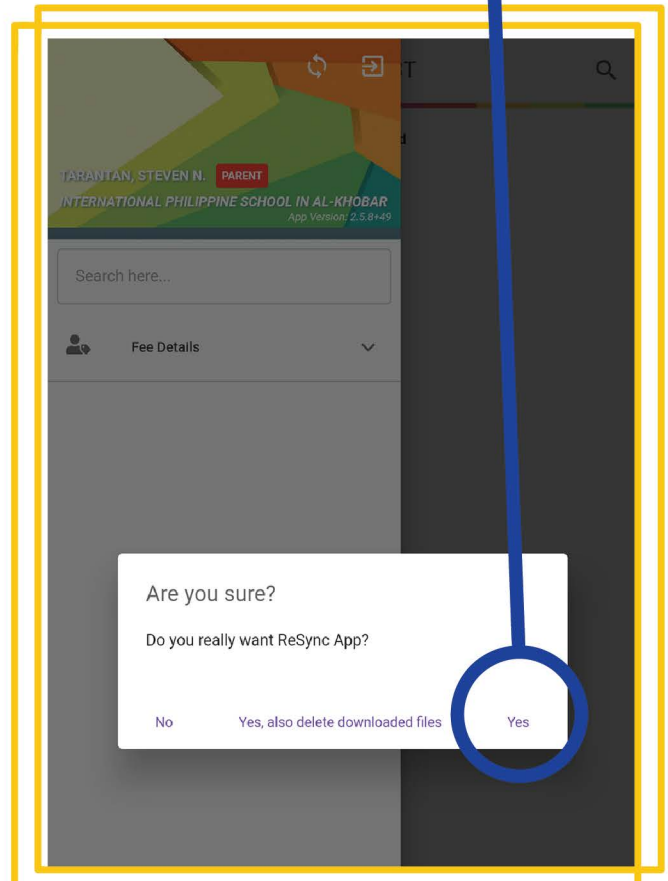 T
d
TARANTAN, STEVEN N. PARENT
INTERNATIONAL PHILIPPINE SCHOOL IN AL-KHOBAR
App Version: 2.5.8+49
Search here...
Fee Details
Are you sure?
Do you really want ReSync App?
No Yes, also delete downloaded files Yes